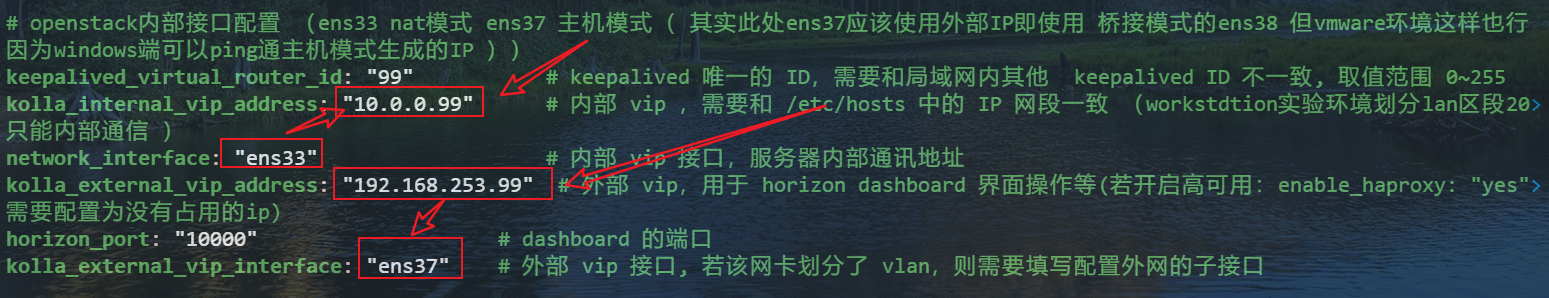 # openstack内部接口配置 （ens33 nat模式 ens37 主机模式 ( 其实此处ens37应该使用外部IP即使用 桥接模式的ens38 但vmware环境这样也行
因为windows端可以ping通主机模式生成的IP ) )
keepalived_virtual_router_id: "99" # keepalived 唯一的 ID，需要和局域网内其他 keepalived ID 不一致, 取值范围 0~255
kolla_internal_vip_address: "10.0.0.99" # 内部 vip ，需要和 /etc/hosts 中的 IP 网段一致 （workstdtion实验环境划分lan区段20>
只能内部通信 ）
network_interface: "ens33" # 内部 vip 接口，服务器内部通讯地址
kolla_external_vip_address: "192.168.253.99" # 外部 vip，用于 horizon dashboard 界面操作等(若开启高可用: enable_haproxy: "yes">
需要配置为没有占用的ip)
horizon_port: "10000" # dashboard 的端口
kolla_external_vip_interface: "ens37" # 外部 vip 接口, 若该网卡划分了 vlan，则需要填写配置外网的子接口